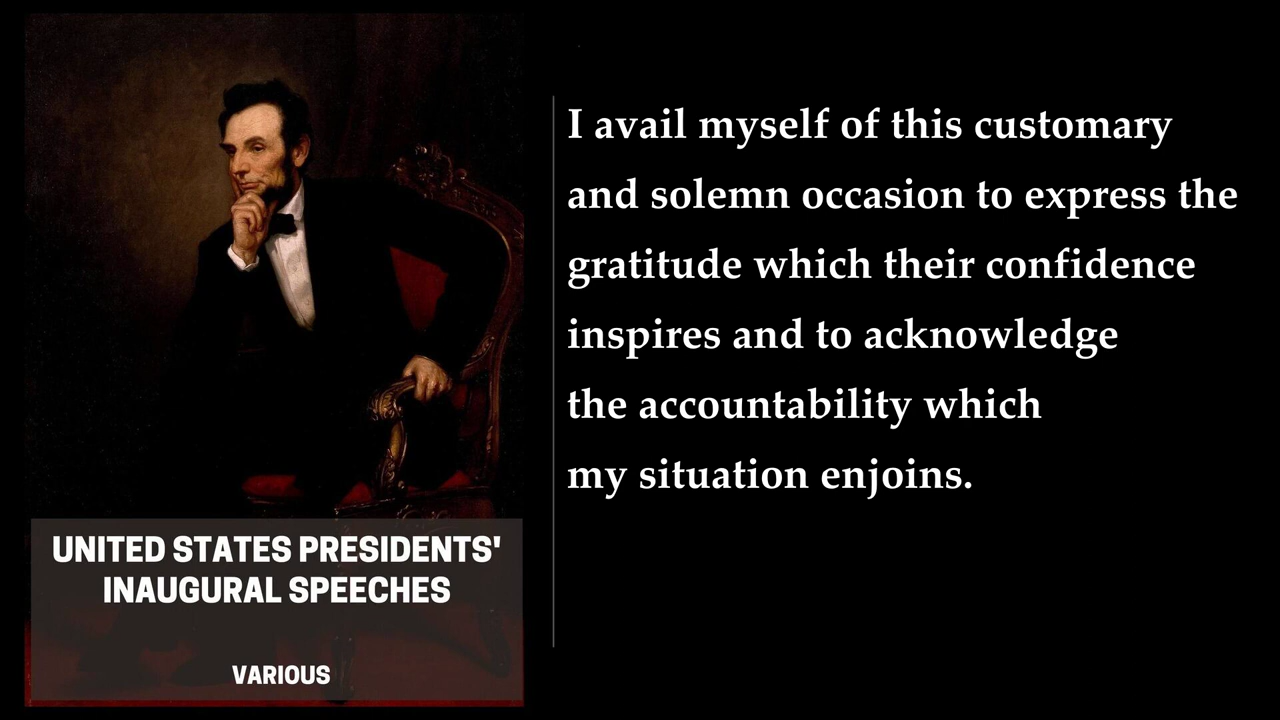 I avail myself of this customary
and solemn occasion to express the
gratitude which their confidence
inspires and to acknowledge
the accountability which
my situation enjoins.
UNITED STATES PRESIDENTS'
INAUGURAL SPEECHES
VARIOUS